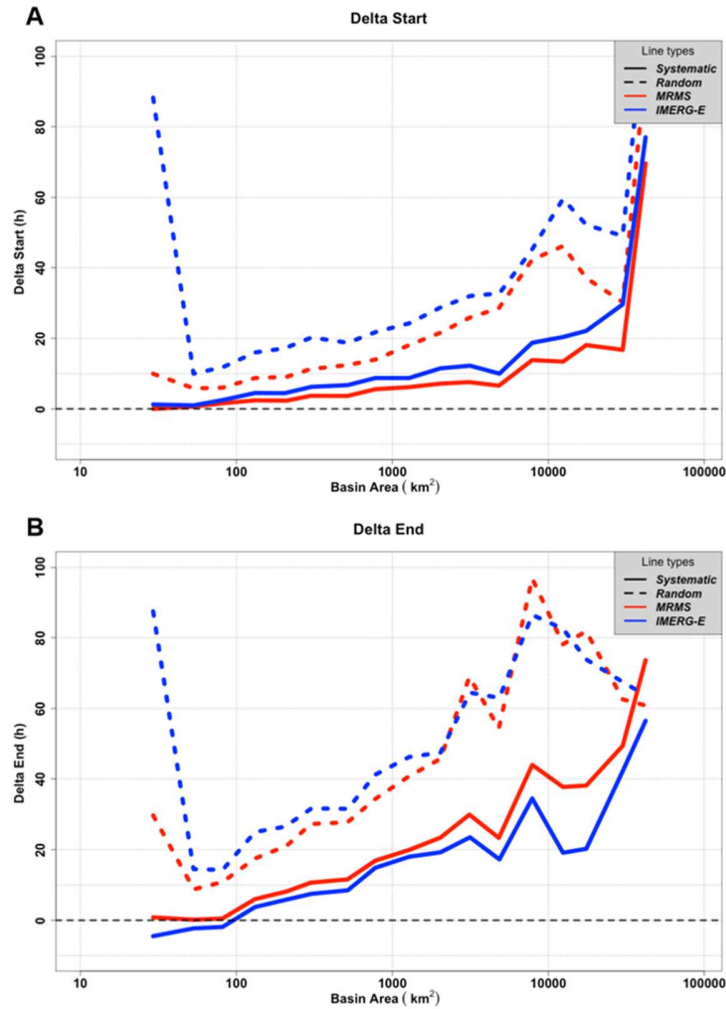 A
Delta Start
Delta Start (h)
100
80
60
40
20
0
Line types
Systematic
Random
MRMS
IMERG-E
10
100
1000
10000
100000
Basin Area ( km²)
B
Delta End
Delta End (h)
100
80
60
40
20
0
Line types
Systematic
Random
MRMS
IMERG-E
10
100
1000
10000
100000
Basin Area ( km²)